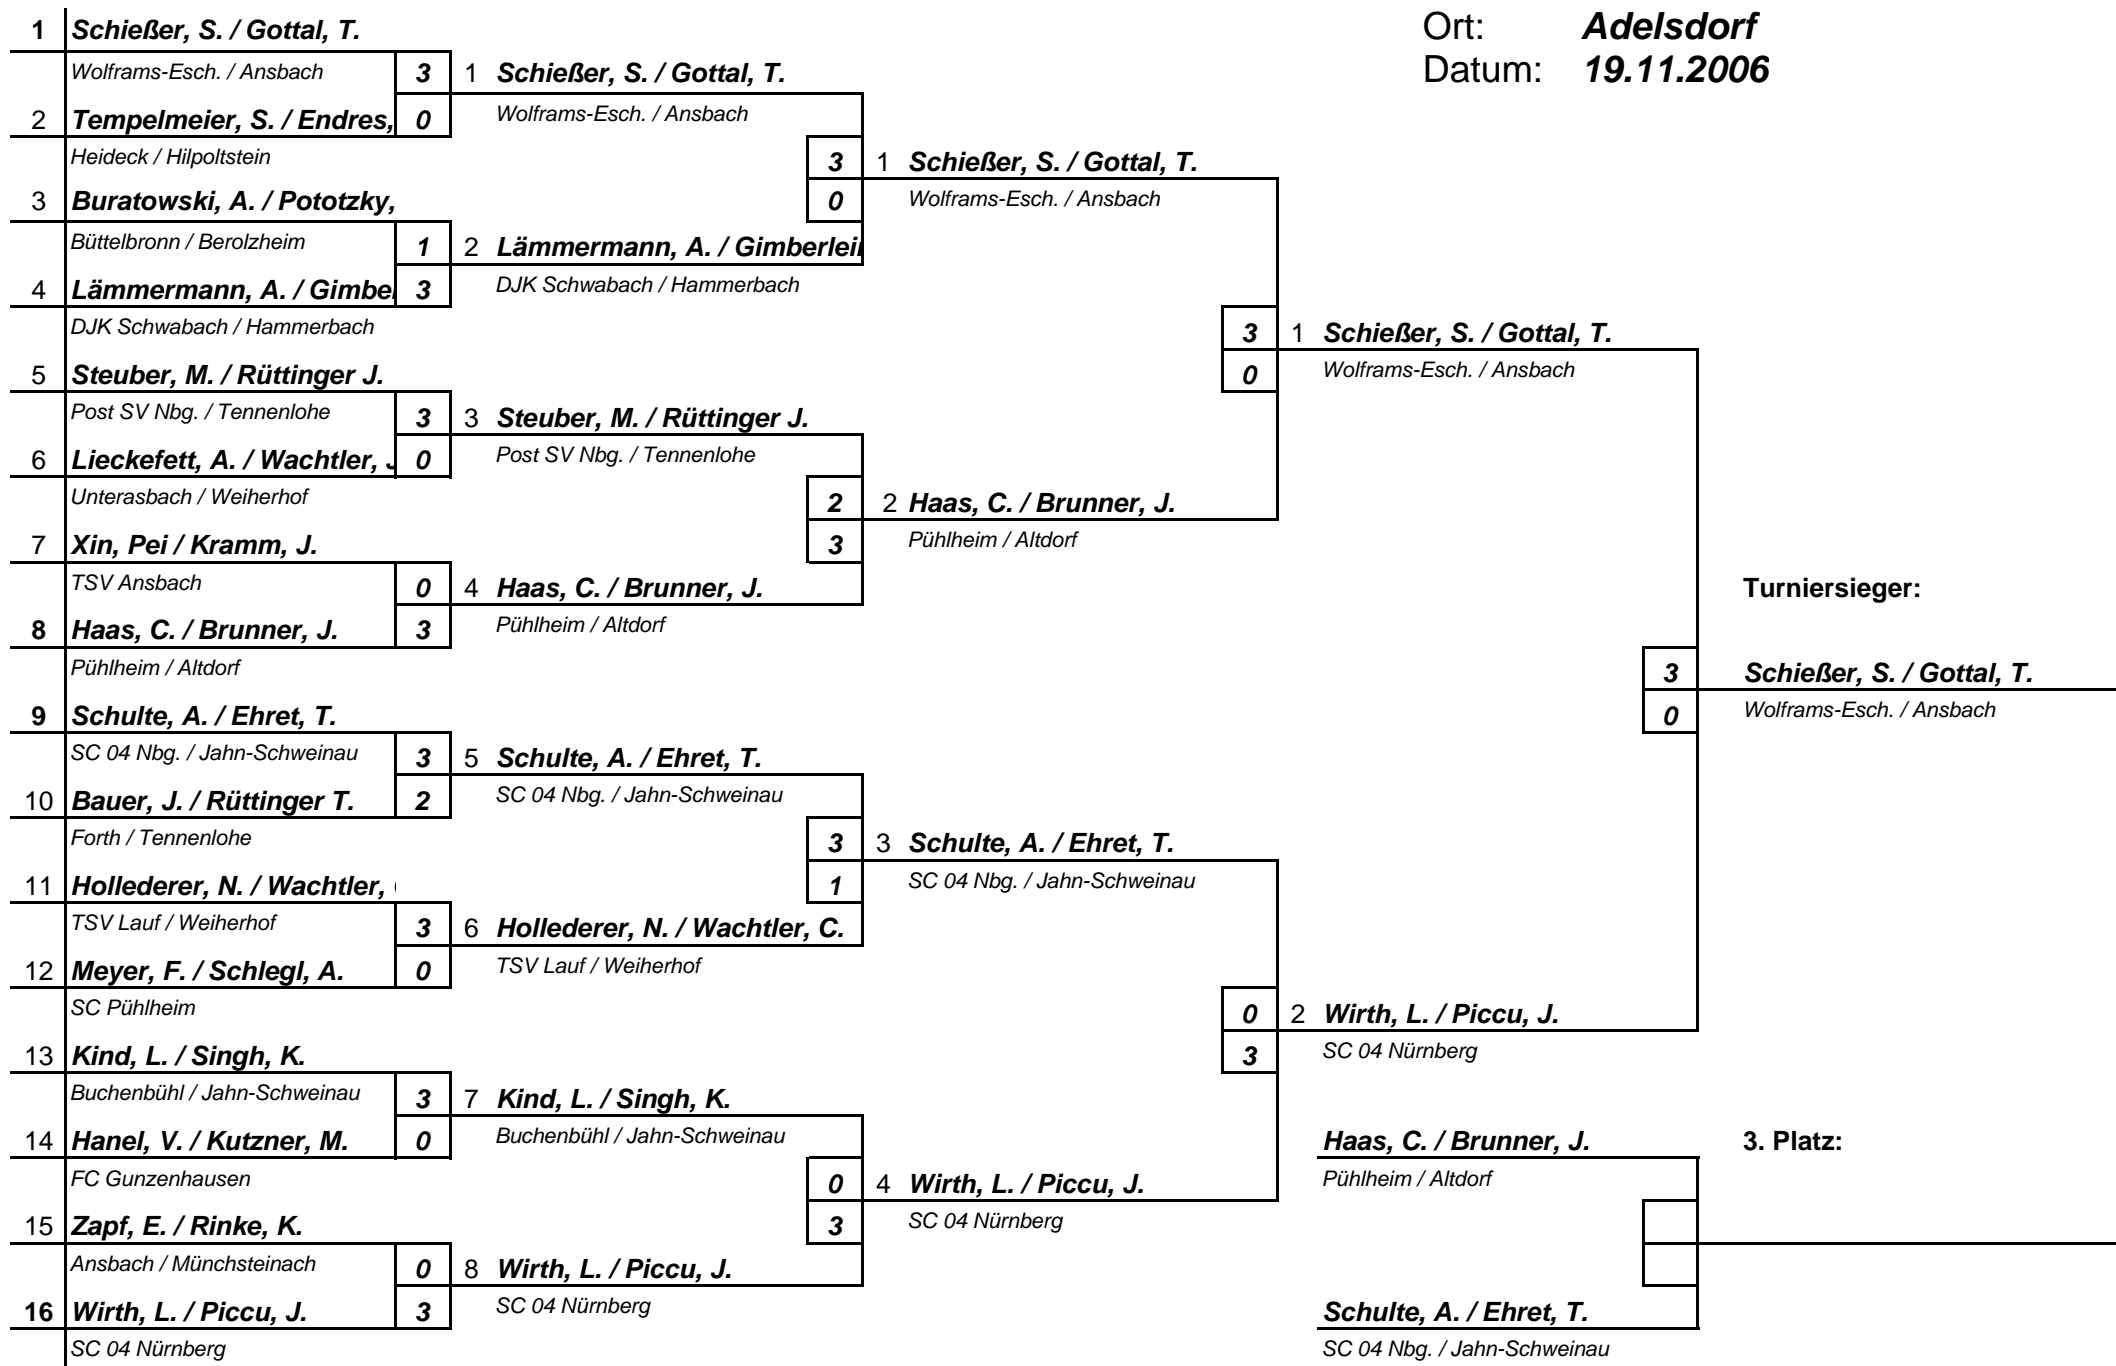 Ort: Adelsdorf
Datum: 19.11.2006
1 Schießer, S. / Gottal, T.
Wolframs-Esch. / Ansbach 3
2 Tempelmeier, S. / Endres, 0
Heideck / Hilpoltstein
3 Buratowski, A. / Pototzky,
Büttelbronn / Berolzheim 1
4 Lämmermann, A. / Gimbe 3
DJK Schwabach / Hammerbach
5 Steuber, M. / Rüttinger J.
Post SV Nbg. / Tennenlohe 3
6 Lieckefett, A. / Wachtler, J 0
Unterasbach / Weiherhof
7 Xin, Pei / Kramm, J.
TSV Ansbach 0
8 Haas, C. / Brunner, J. 3
Pühlheim / Altdorf
9 Schulte, A. / Ehret, T.
SC 04 Nbg. / Jahn-Schweinau 3
10 Bauer, J. / Rüttinger T. 2
Forth / Tennenlohe
11 Hollederer, N. / Wachtler,
TSV Lauf / Weiherhof 3
12 Meyer, F. / Schlegl, A. 0
SC Pühlheim
13 Kind, L. / Singh, K.
Buchenbühl / Jahn-Schweinau 3
14 Hanel, V. / Kutzner, M. 0
FC Gunzenhausen
15 Zapf, E. / Rinke, K.
Ansbach / Münchsteinach 0
16 Wirth, L. / Piccu, J. 3
SC 04 Nürnberg
1 Schießer, S. / Gottal, T.
Wolframs-Esch. / Ansbach
3
0
2 Lämmermann, A. / Gimberlei
DJK Schwabach / Hammerbach
3 Steuber, M. / Rüttinger J.
Post SV Nbg. / Tennenlohe
2
3
4 Haas, C. / Brunner, J.
Pühlheim / Altdorf
5 Schulte, A. / Ehret, T.
SC 04 Nbg. / Jahn-Schweinau
3
1
6 Hollederer, N. / Wachtler, C.
TSV Lauf / Weiherhof
7 Kind, L. / Singh, K.
Buchenbühl / Jahn-Schweinau
0
3
8 Wirth, L. / Piccu, J.
SC 04 Nürnberg
1 Schießer, S. / Gottal, T.
Wolframs-Esch. / Ansbach
3
0
2 Haas, C. / Brunner, J.
Pühlheim / Altdorf
3 Schulte, A. / Ehret, T.
SC 04 Nbg. / Jahn-Schweinau
0
3
4 Wirth, L. / Piccu, J.
SC 04 Nürnberg
1 Schießer, S. / Gottal, T.
Wolframs-Esch. / Ansbach
3
0
2 Wirth, L. / Piccu, J.
SC 04 Nürnberg
Turniersieger:
Schießer, S. / Gottal, T.
Wolframs-Esch. / Ansbach
Haas, C. / Brunner, J.
Pühlheim / Altdorf
3. Platz:
Schulte, A. / Ehret, T.
SC 04 Nbg. / Jahn-Schweinau